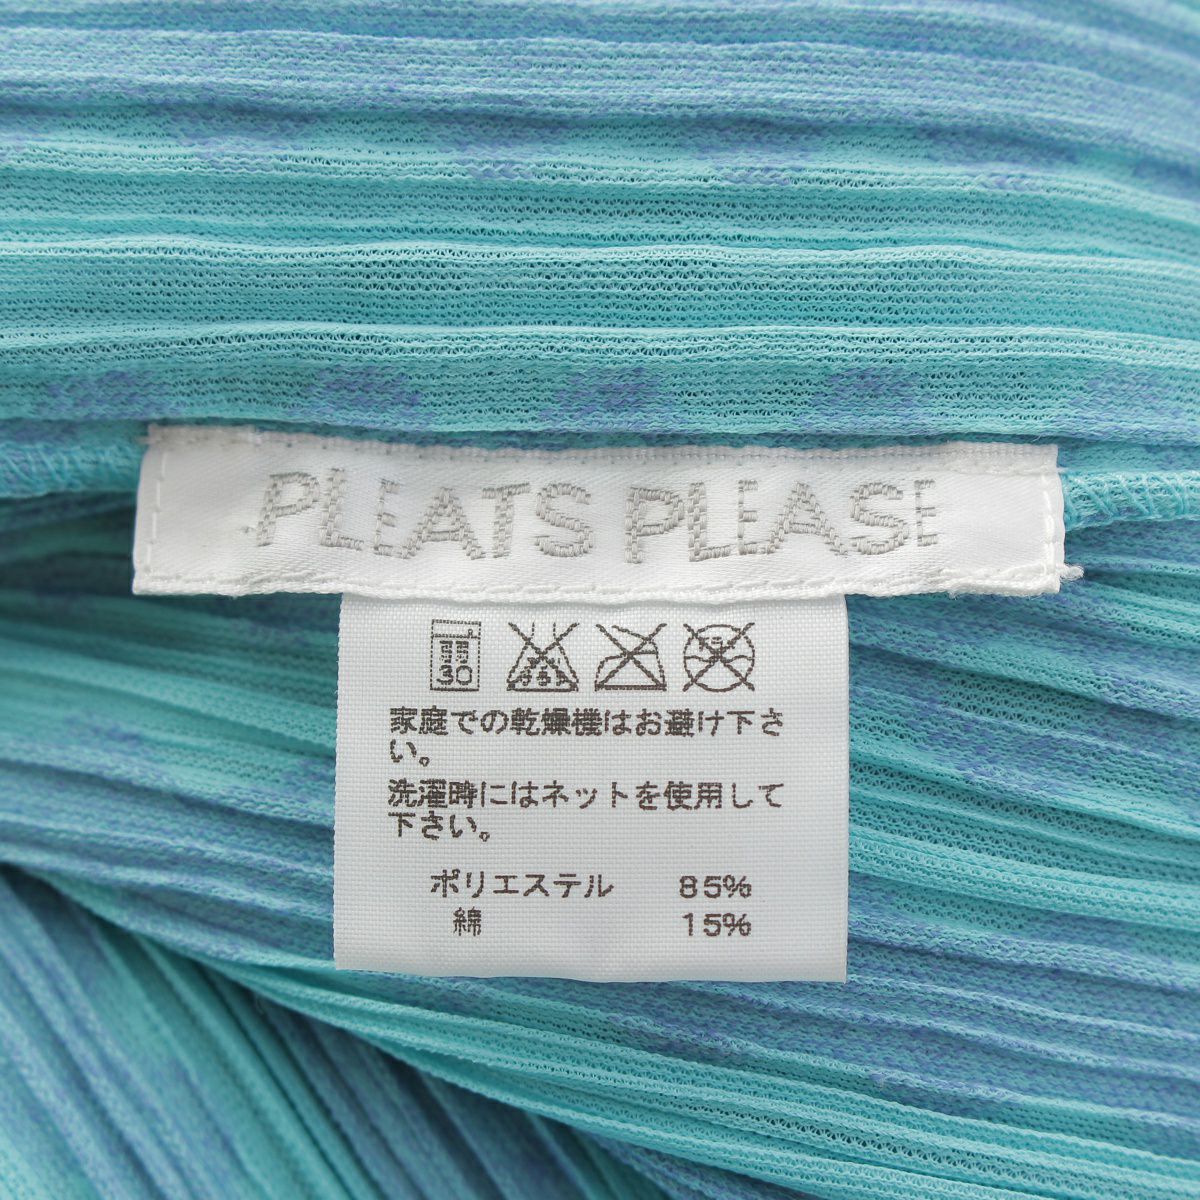 PLEATS PLEASE
30
家庭での乾燥機はお避け下さ
い。
洗濯時にはネットを使用して
下さい。
ポリエステル 85%
綿 15%